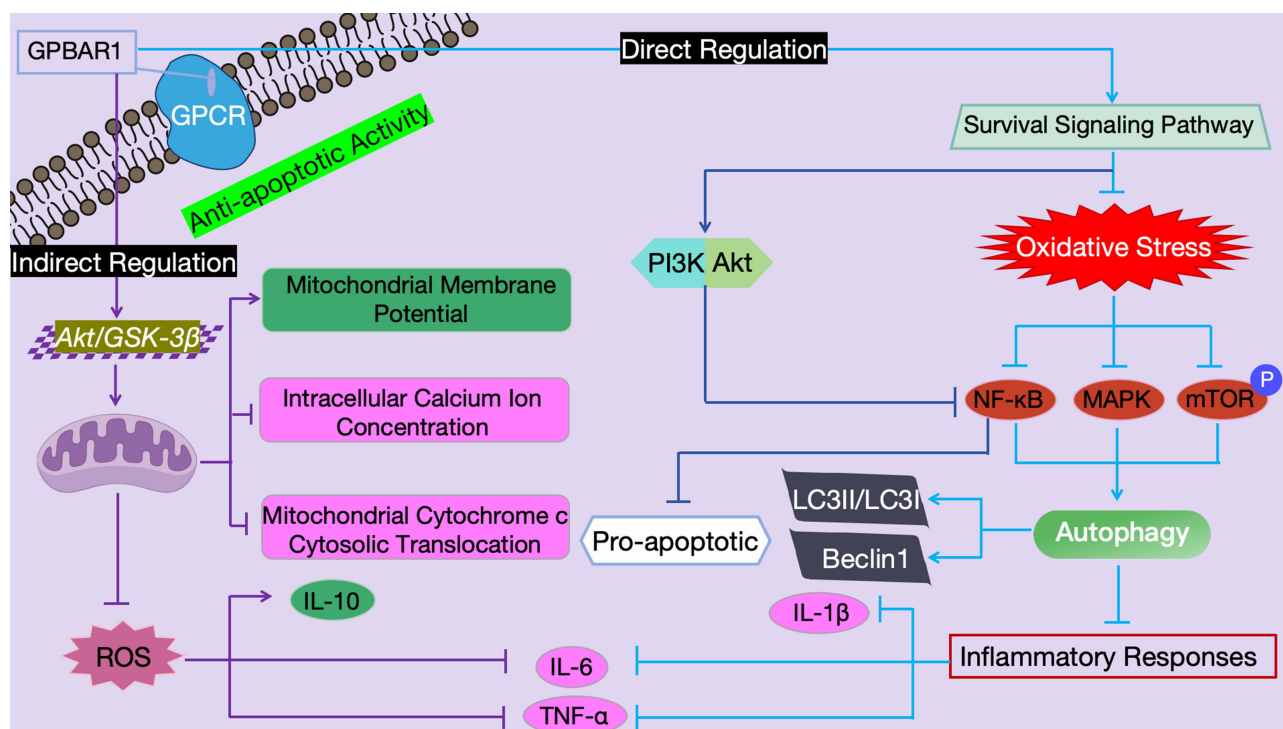 GPBAR1
Direct Regulation
GPCR
Survival Signaling Pathway
Anti-apoptotic Activity
Indirect Regulation
Oxidative Stress
PI3K Akt
Mitochondrial Membrane
Potential
Akt/GSK-3β
Intracellular Calcium Ion
Concentration
NF-κB
MAPK
mTOR
P
Mitochondrial Cytochrome c
Cytosolic Translocation
LC3II/LC3I
Pro-apoptotic
Autophagy
Beclin1
IL-10
IL-1β
ROS
IL-6
Inflammatory Responses
TNF-α